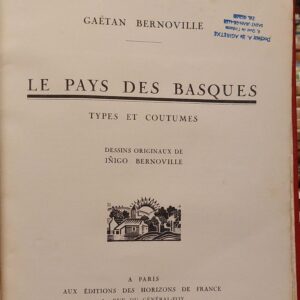 GAËTAN BERNOVILLE
LE PAYS DES BASQUES
TYPES ET COUTUMES
DESSINS ORIGINAUX DE
IÑIGO BERNOVILLE
A PARIS
AUX ÉDITIONS DES HORIZONS DE FRANCE